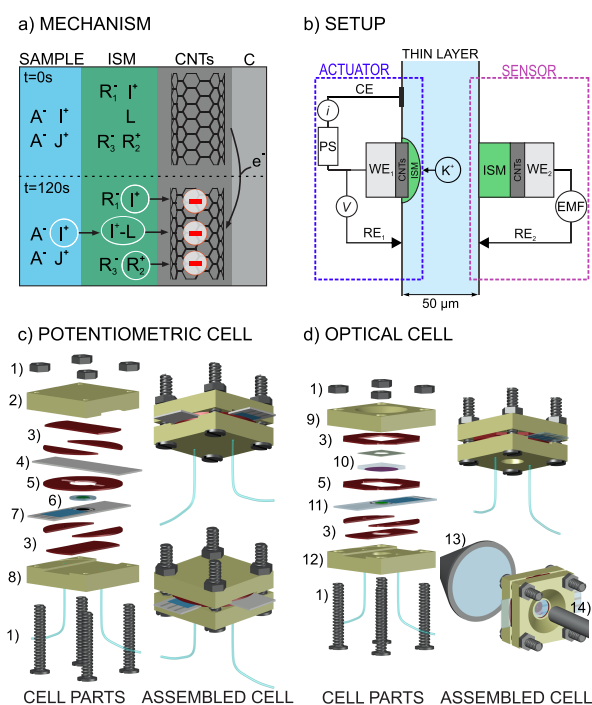 a) MECHANISM
SAMPLE ISM CNTs C
t=0s
R₁⁻ I⁺
A⁻ I⁺ L
A⁻ J⁺ R₃⁻ R₂⁺
e⁻
t=120s
R₁⁻ I⁺
A⁻ I⁺ I⁺-L
A⁻ J⁺
R₃⁻ R₂⁺
b) SETUP
THIN LAYER
ACTUATOR SENSOR
CE
i
PS
WE₁ CNTs ISM K⁺ ISM CNTs WE₂
V EMF
RE₁ RE₂
50 µm
c) POTENTIOMETRIC CELL
1)
2)
3)
4)
5)
6)
7)
3)
8)
1)
CELL PARTS ASSEMBLED CELL
d) OPTICAL CELL
1)
9)
3)
10)
5)
11)
3)
12)
1)
13)
14)
CELL PARTS ASSEMBLED CELL